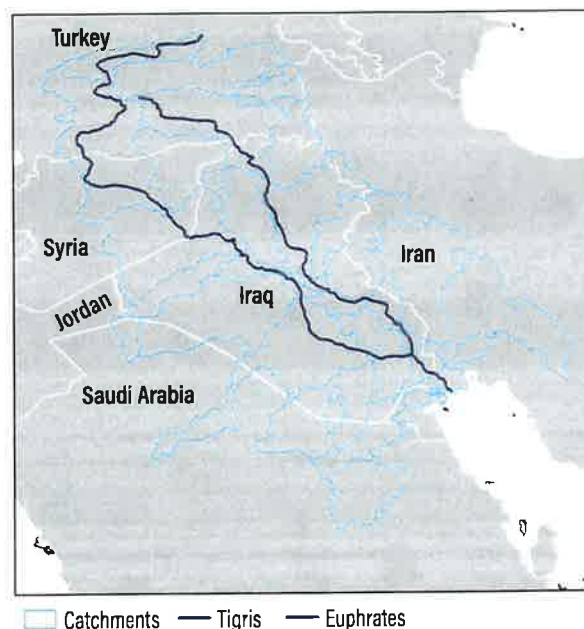 Turkey
Syria
Iran
Iraq
Jordan
Saudi Arabia
Catchments Tigris Euphrates